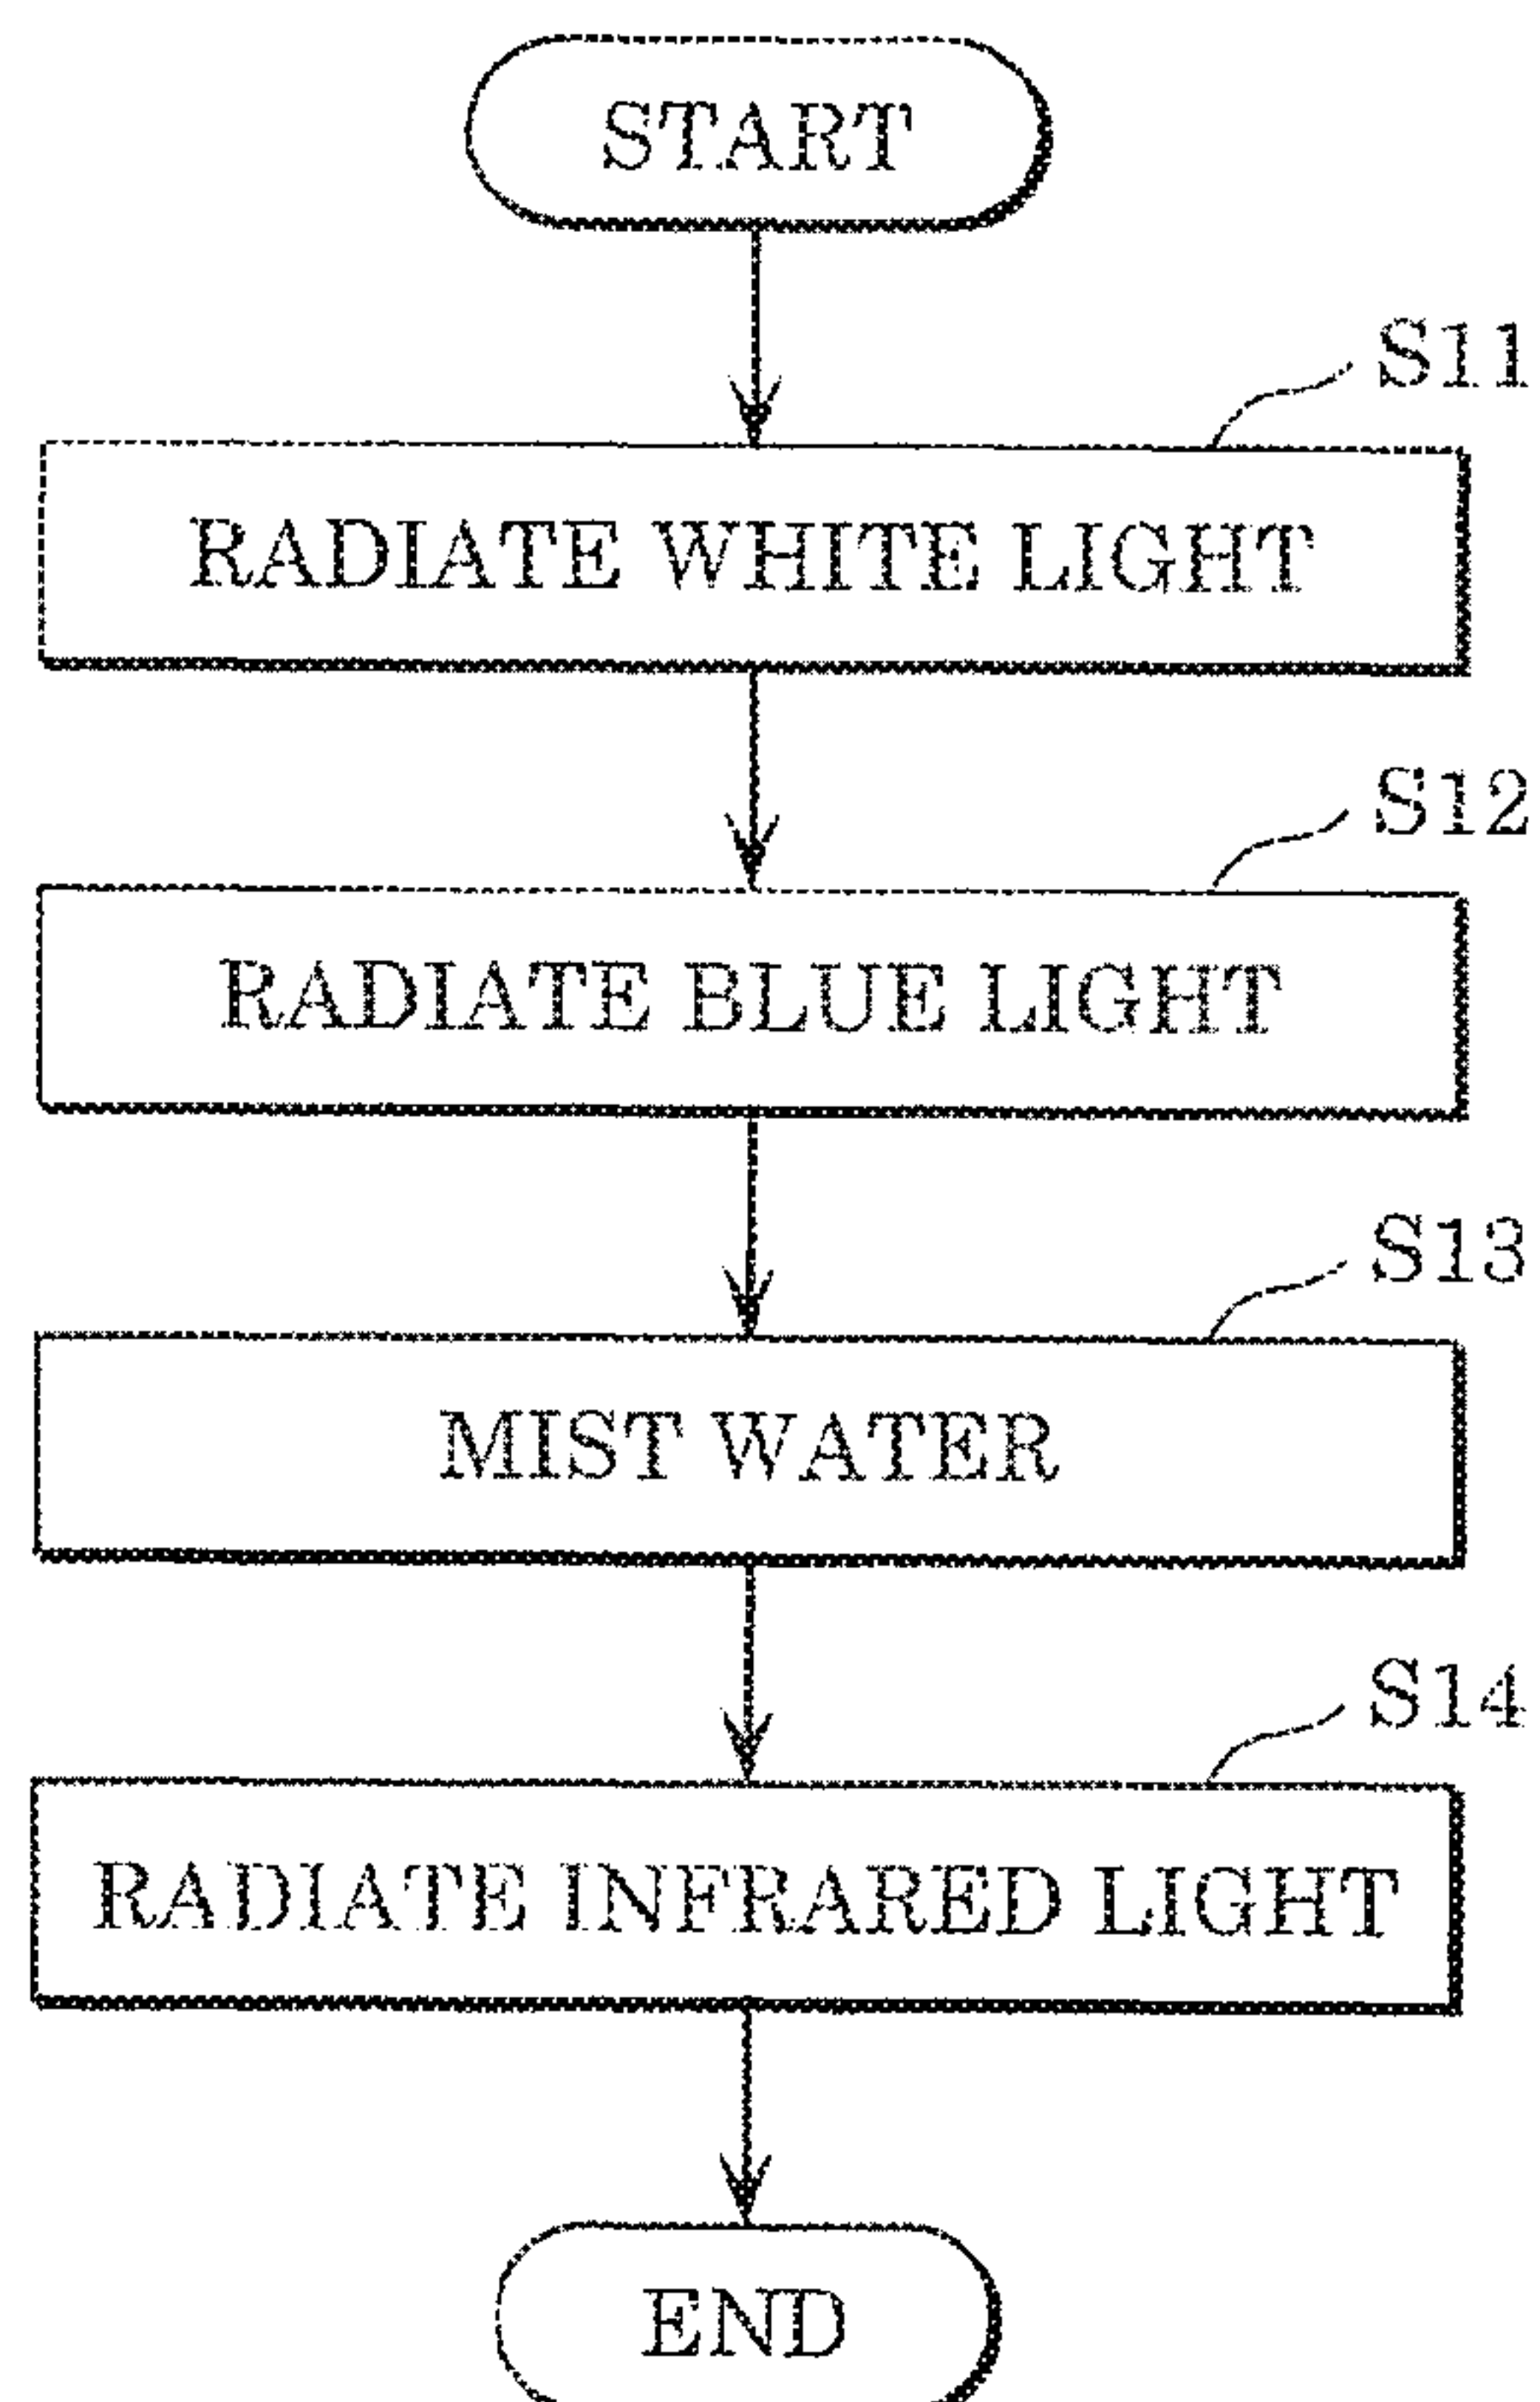 START
S11
RADIATE WHITE LIGHT
S12
RADIATE BLUE LIGHT
S13
MIST WATER
S14
RADIATE INFRARED LIGHT
END